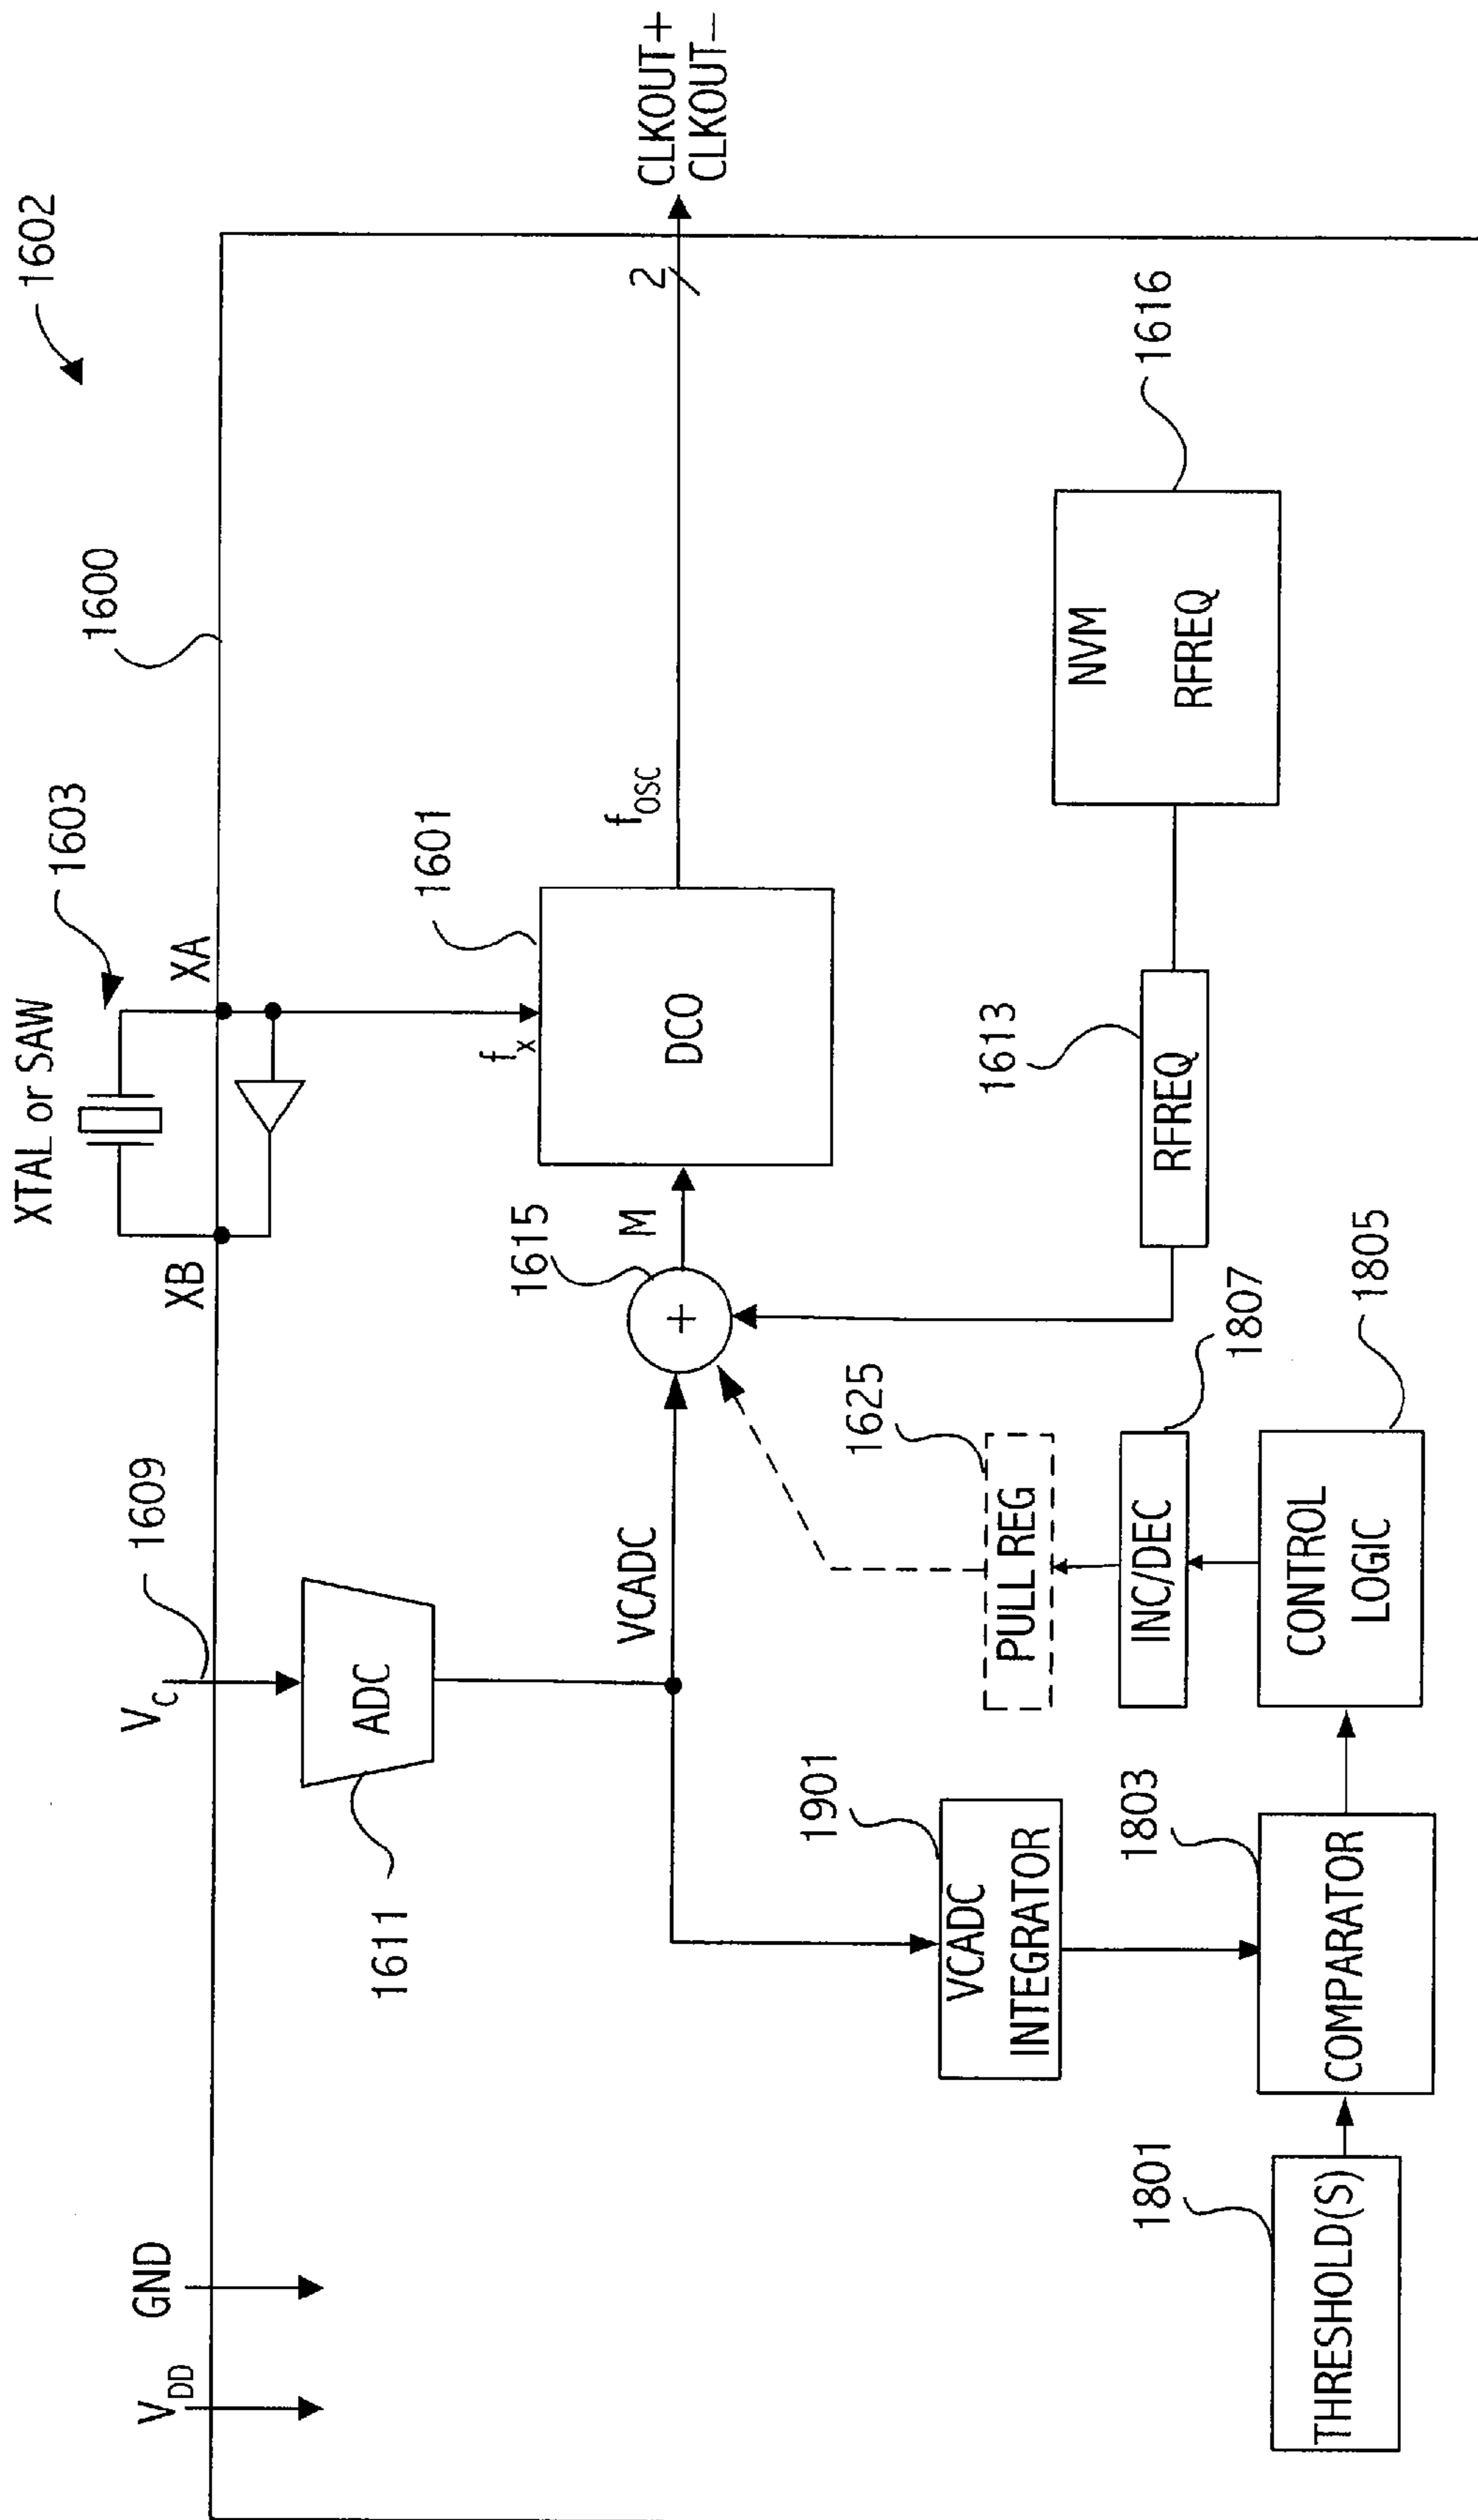 1602
XTAL or SAW
1603
1600
XB
XA
V_DD
GND
V_C
1609
1611
ADC
f_x
1601
DCO
f_OSC
2
CLKOUT+
CLKOUT–
VCADC
1615
+
M
1901
VCADC
INTEGRATOR
1625
PULL REG
1613
RFREQ
1616
NVM
RFREQ
1807
INC/DEC
1801
THRESHOLD(S)
1803
COMPARATOR
1805
CONTROL
LOGIC